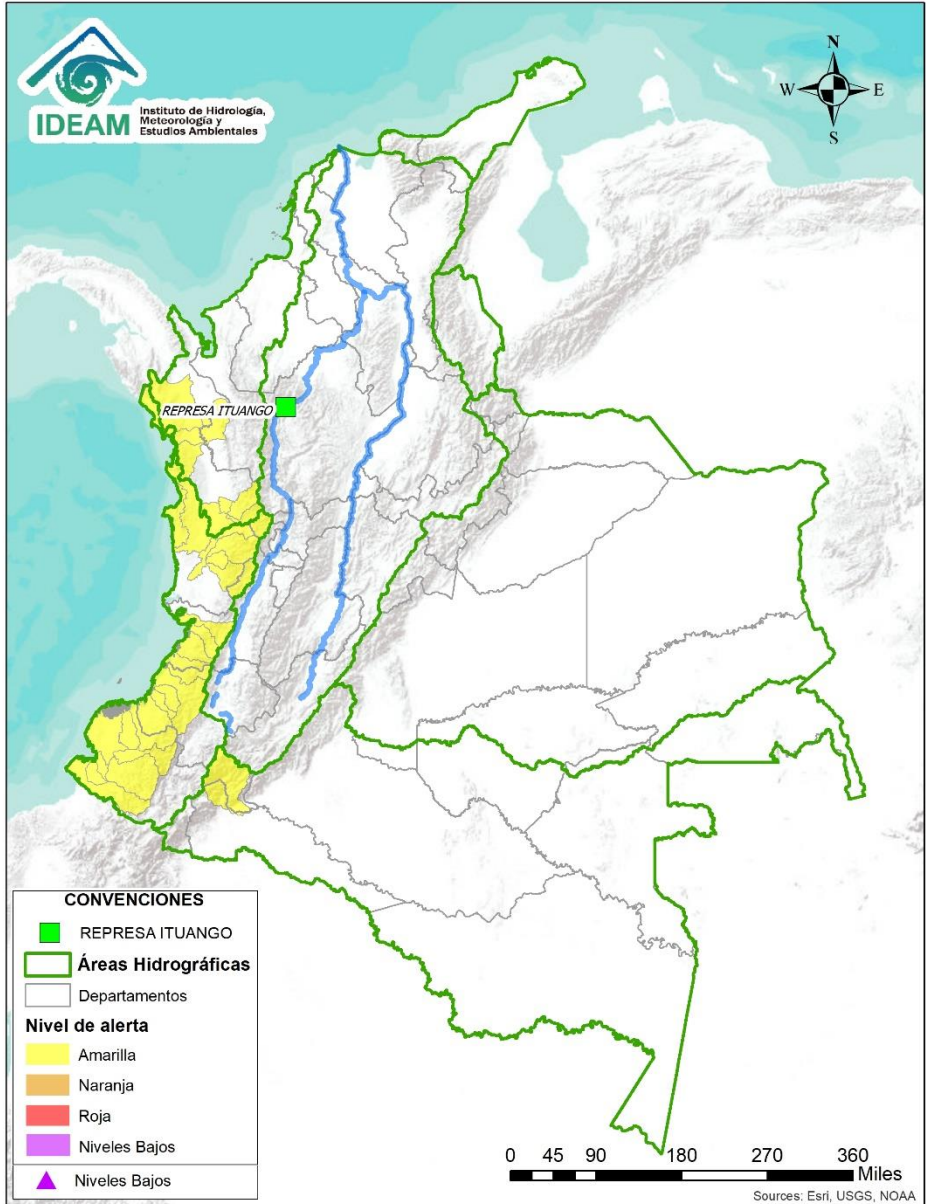 IDEAM
Instituto de Hidrología,
Meteorología y
Estudios Ambientales
N
W
E
S
REPRESA ITUANGO
CONVENCIONES
REPRESA ITUANGO
Áreas Hidrográficas
Departamentos
Nivel de alerta
Amarilla
Naranja
Roja
Niveles Bajos
Niveles Bajos
0 45 90 180 270 360
Miles
Sources: Esri, USGS, NOAA